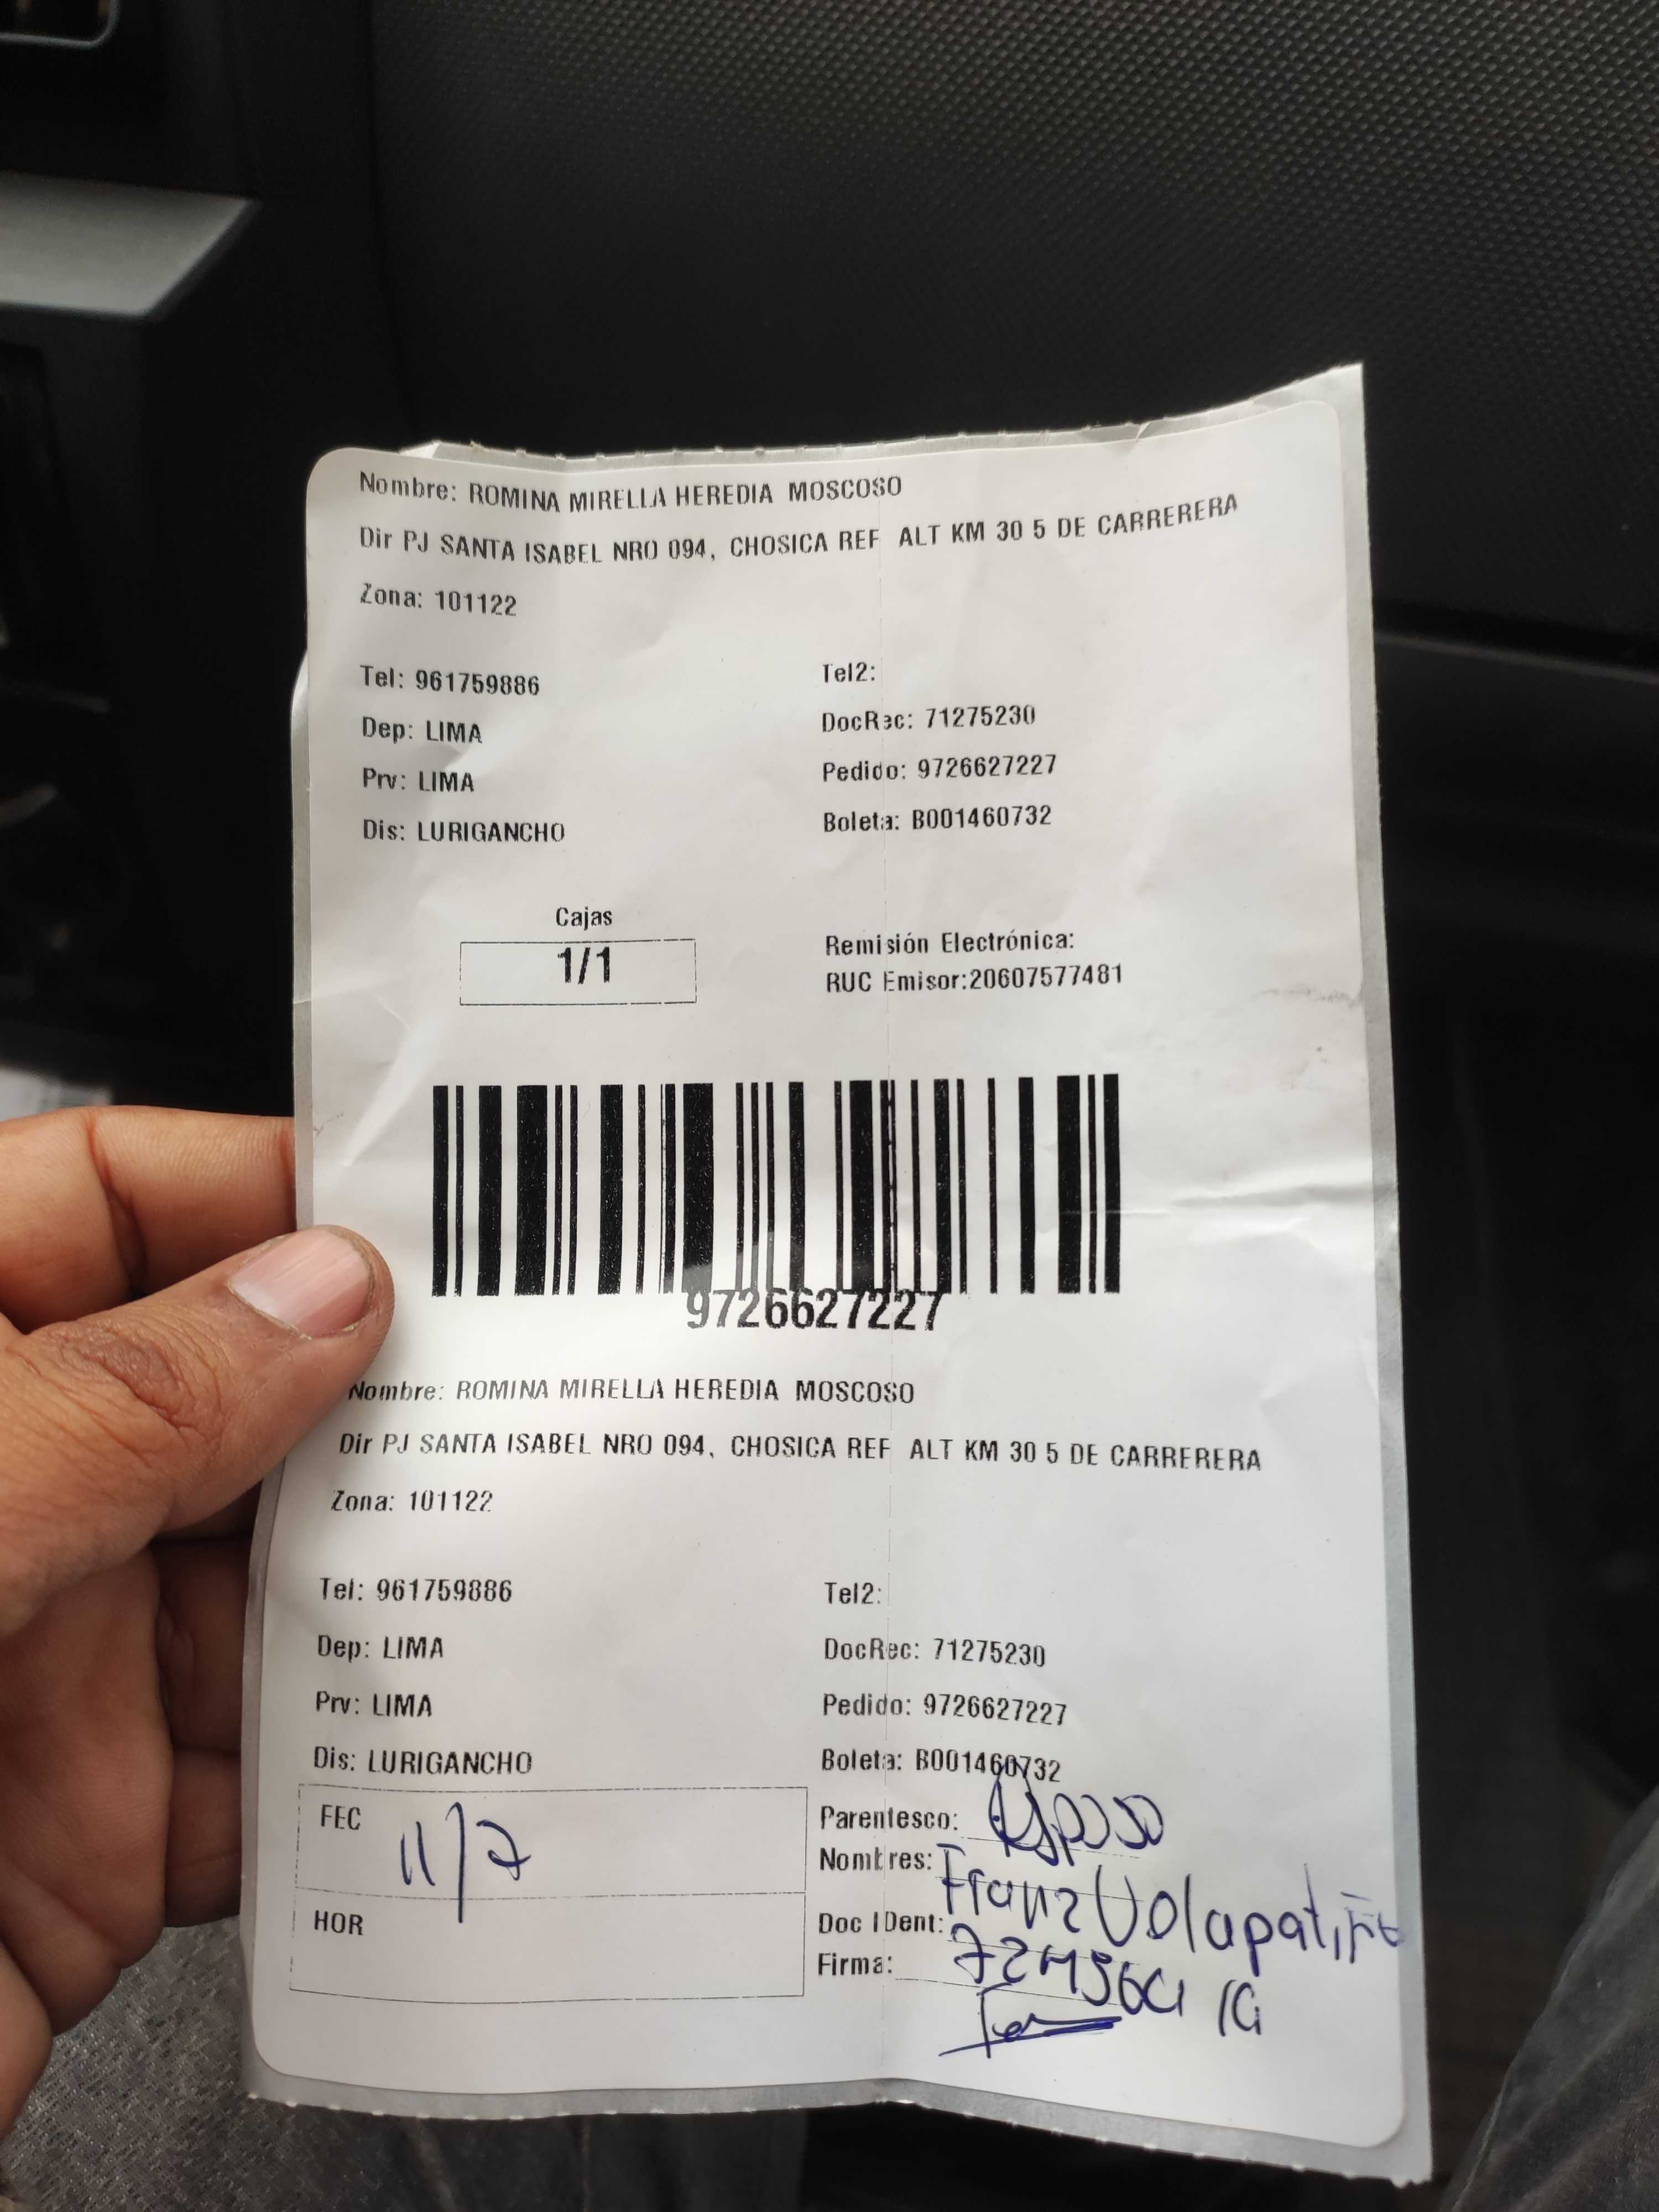 Nombre: ROMINA MIRELLA HEREDIA MOSCOSO
Dir PJ SANTA ISABEL NRO 094, CHOSICA REF ALT KM 30 5 DE CARRERERA
Zona: 101122
Tel: 961759886
Tel2:
Dep: LIMA
DocRec: 71275230
Prv: LIMA
Pedido: 9726627227
Dis: LURIGANCHO
Boleta: B001460732
Cajas
1/1
Remisión Electrónica:
RUC Emisor:20607577481
9726627227
Nombre: ROMINA MIRELLA HEREDIA MOSCOSO
Dir PJ SANTA ISABEL NRO 094, CHOSICA REF ALT KM 30 5 DE CARRERERA
Zona: 101122
Tel: 961759886
Tel2:
Dep: LIMA
DocRec: 71275230
Prv: LIMA
Pedido: 9726627227
Dis: LURIGANCHO
Boleta: B001460732
FEC 11/7
Parentesco: Esposo
Nombres: Franz
HOR
Doc IDent:
Firma: